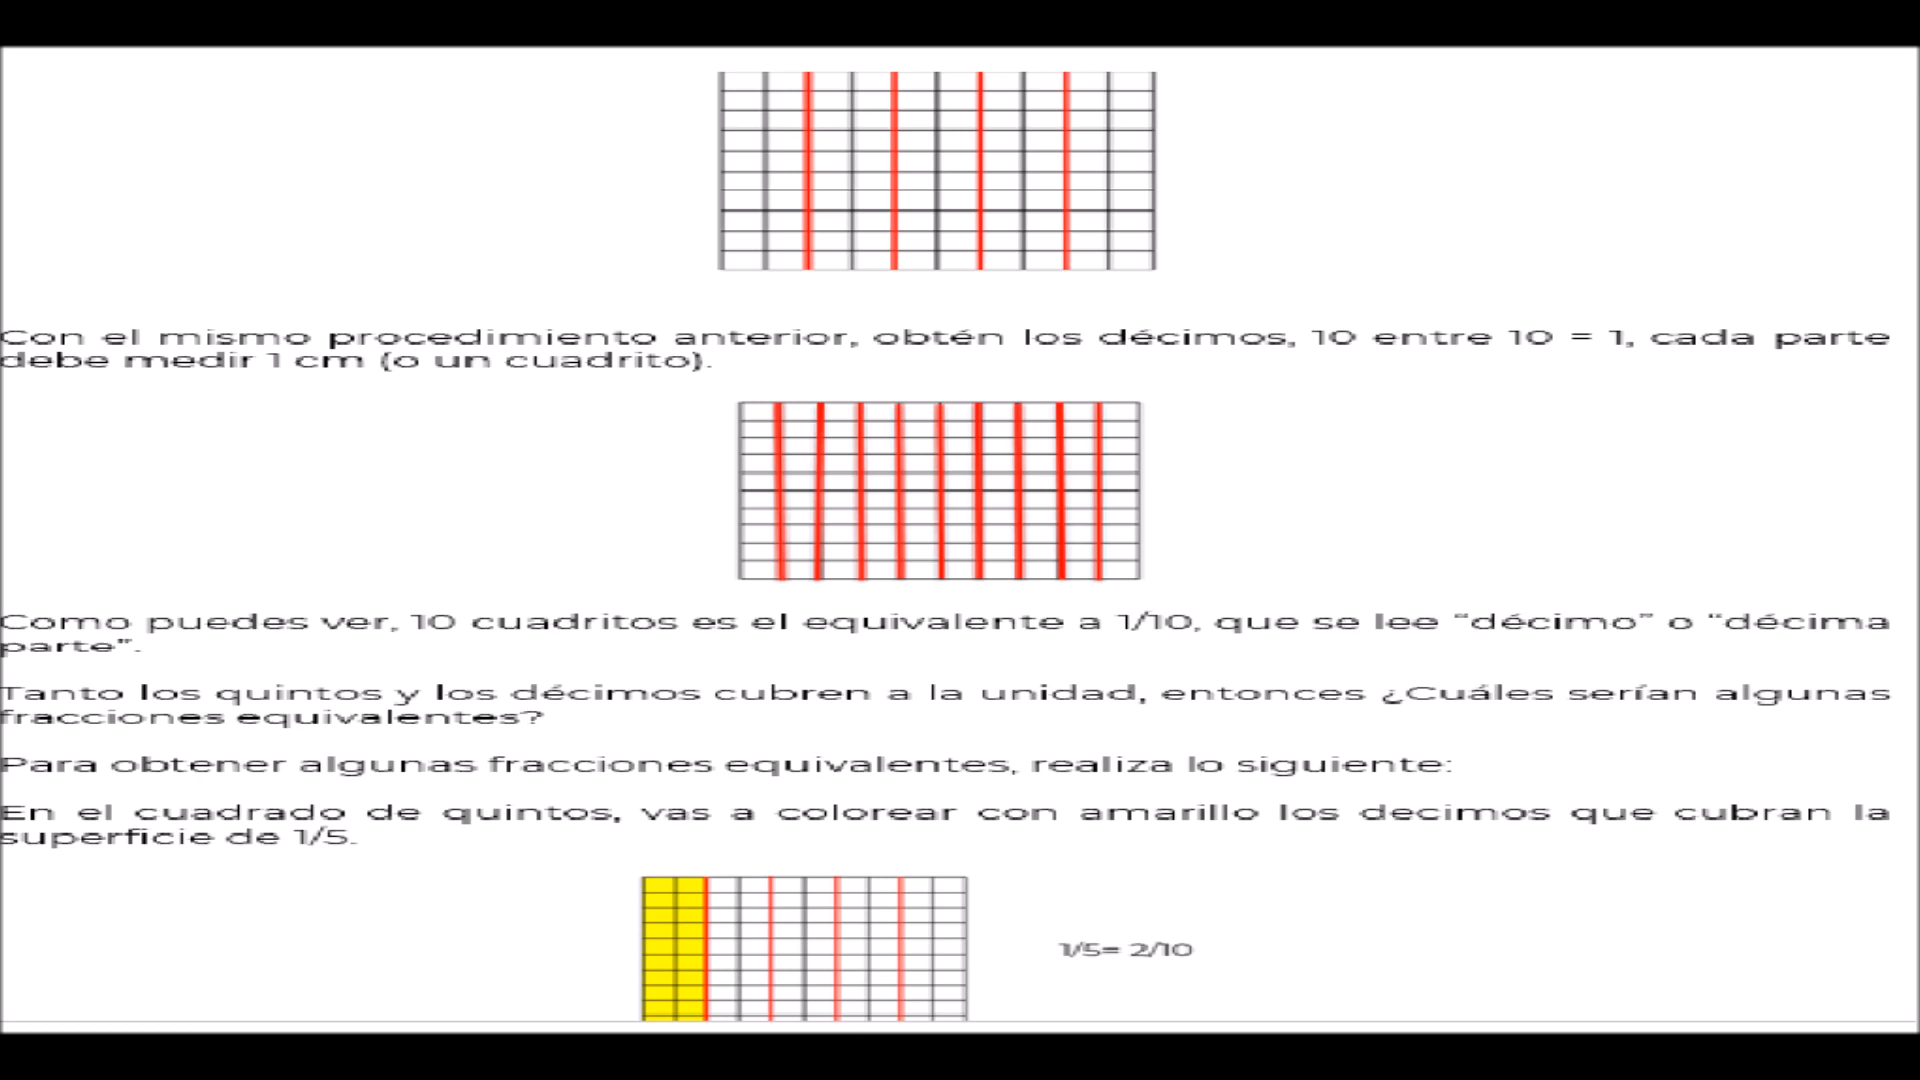 Con el mismo procedimiento anterior, obtén los décimos, 10 entre 10 = 1, cada parte
debe medir 1 cm (o un cuadrito).
Como puedes ver, 10 cuadritos es el equivalente a 1/10, que se lee “décimo” o “décima
parte”.
Tanto los quintos y los décimos cubren a la unidad, entonces ¿Cuáles serían algunas
fracciones equivalentes?
Para obtener algunas fracciones equivalentes, realiza lo siguiente:
En el cuadrado de quintos, vas a colorear con amarillo los decimos que cubran la
superficie de 1/5.
1/5= 2/10